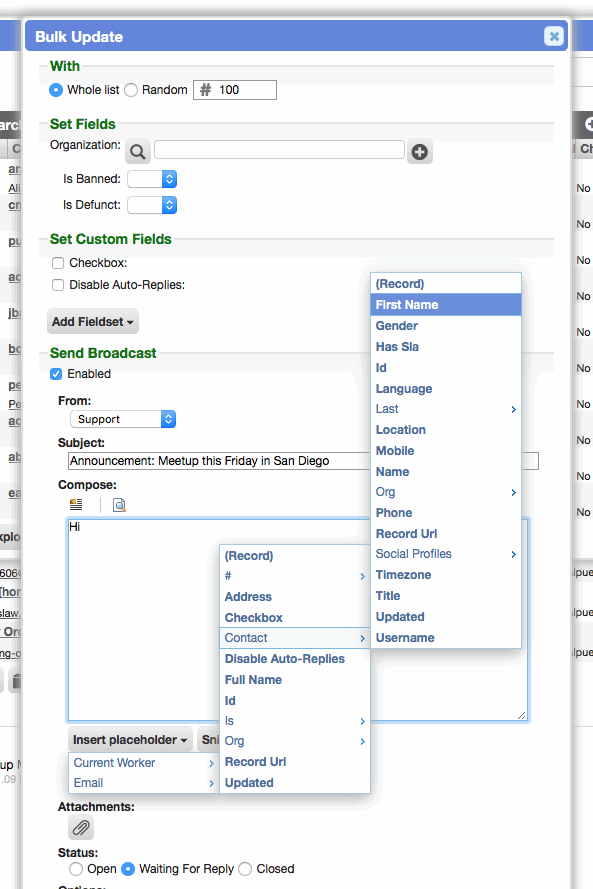 Bulk Update
With
Whole list Random # 100
Set Fields
Organization:
Is Banned:
Is Defunct:
Set Custom Fields
Checkbox:
Disable Auto-Replies:
Add Fieldset
Send Broadcast
Enabled
From:
Support
Subject:
Announcement: Meetup this Friday in San Diego
Compose:
Hi
(Record)
First Name
Gender
Has Sla
Id
Language
Last
Location
Mobile
Name
Org
Phone
Record Url
Social Profiles
Timezone
Title
Updated
Username
(Record)
#
Address
Checkbox
Contact
Disable Auto-Replies
Full Name
Id
Is
Org
Record Url
Updated
Insert placeholder
Current Worker
Email
Attachments:
Status:
Open Waiting For Reply Closed
No
No
No
No
No
No
No
No
No
No